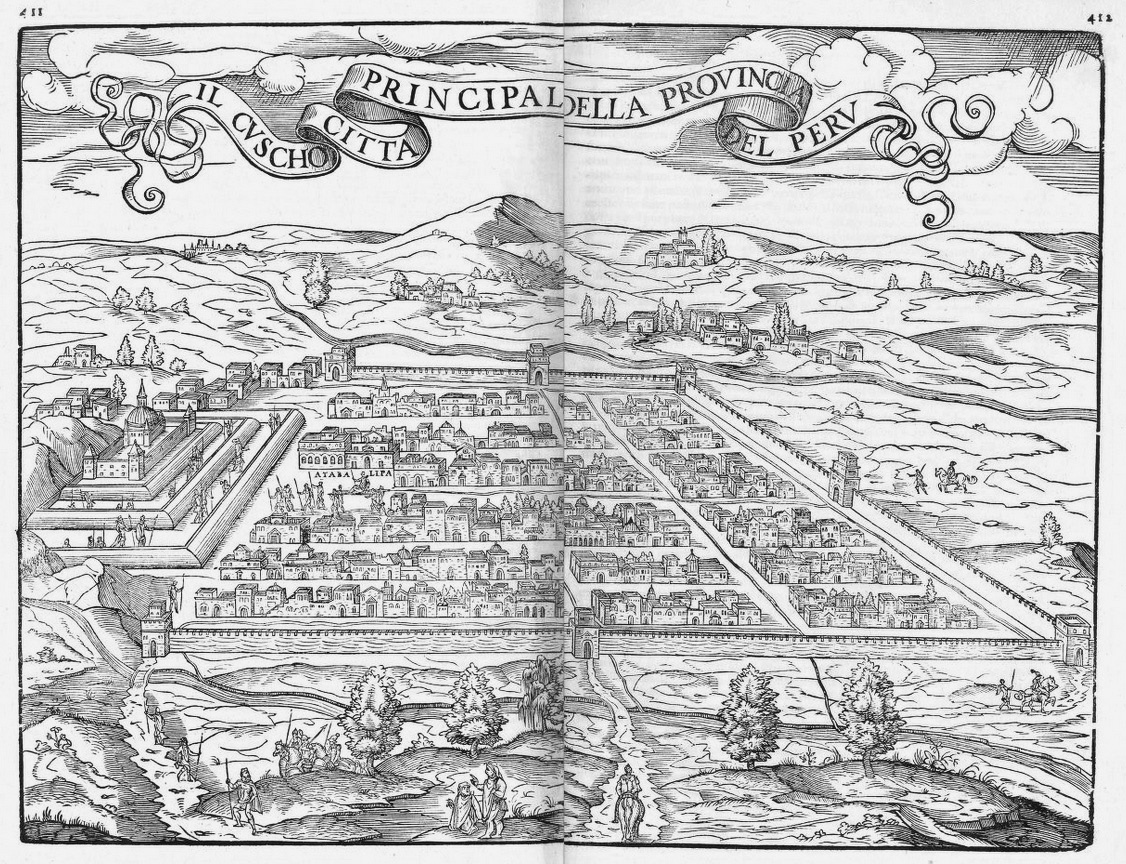 411
412
IL CVSCHO CITTA PRINCIPAL DELLA PROVINCIA DEL PERV
ATABALIPA